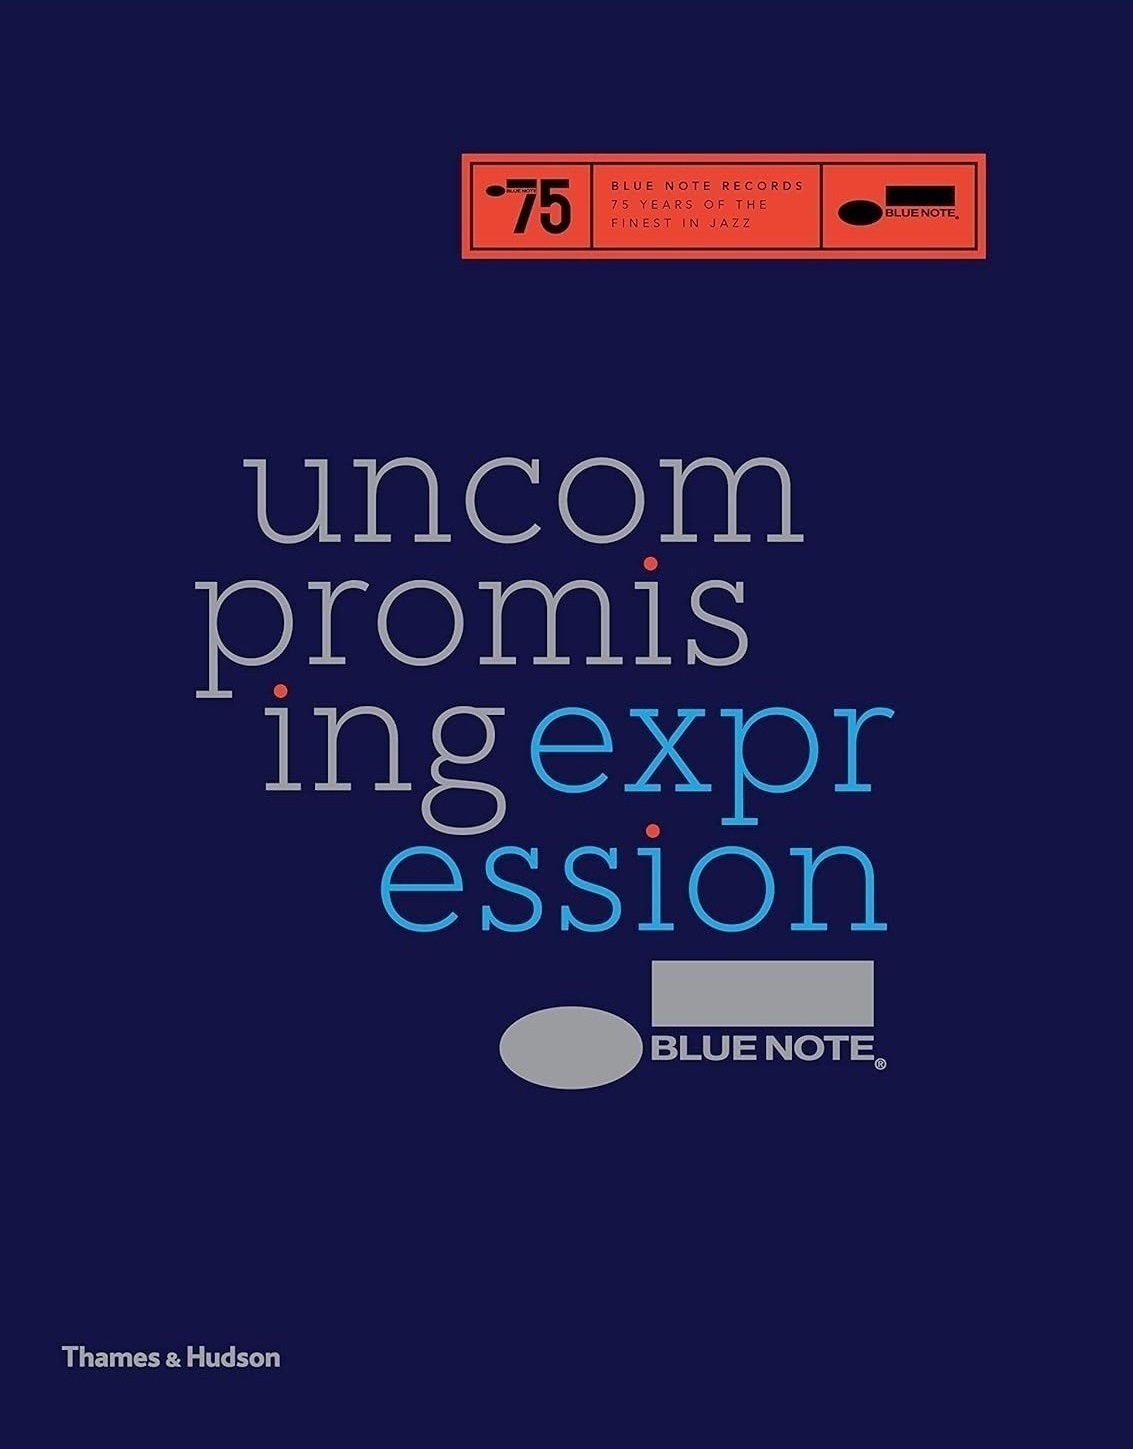 BLUE NOTE
75
BLUE NOTE RECORDS
75 YEARS OF THE
FINEST IN JAZZ
BLUE NOTE®
uncom
promis
ingexpr
ession
BLUE NOTE®
Thames & Hudson